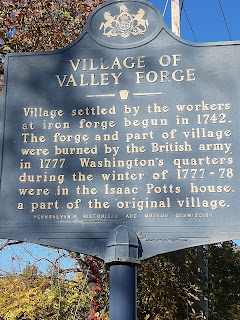 VILLAGE OF
VALLEY FORGE
Village settled by the workers
at iron forge begun in 1742.
The forge and part of village
were burned by the British army
in 1777. Washington's quarters
during the winter of 1777-78
were in the Isaac Potts house,
a part of the original village.
PENNSYLVANIA HISTORICAL AND MUSEUM COMMISSION